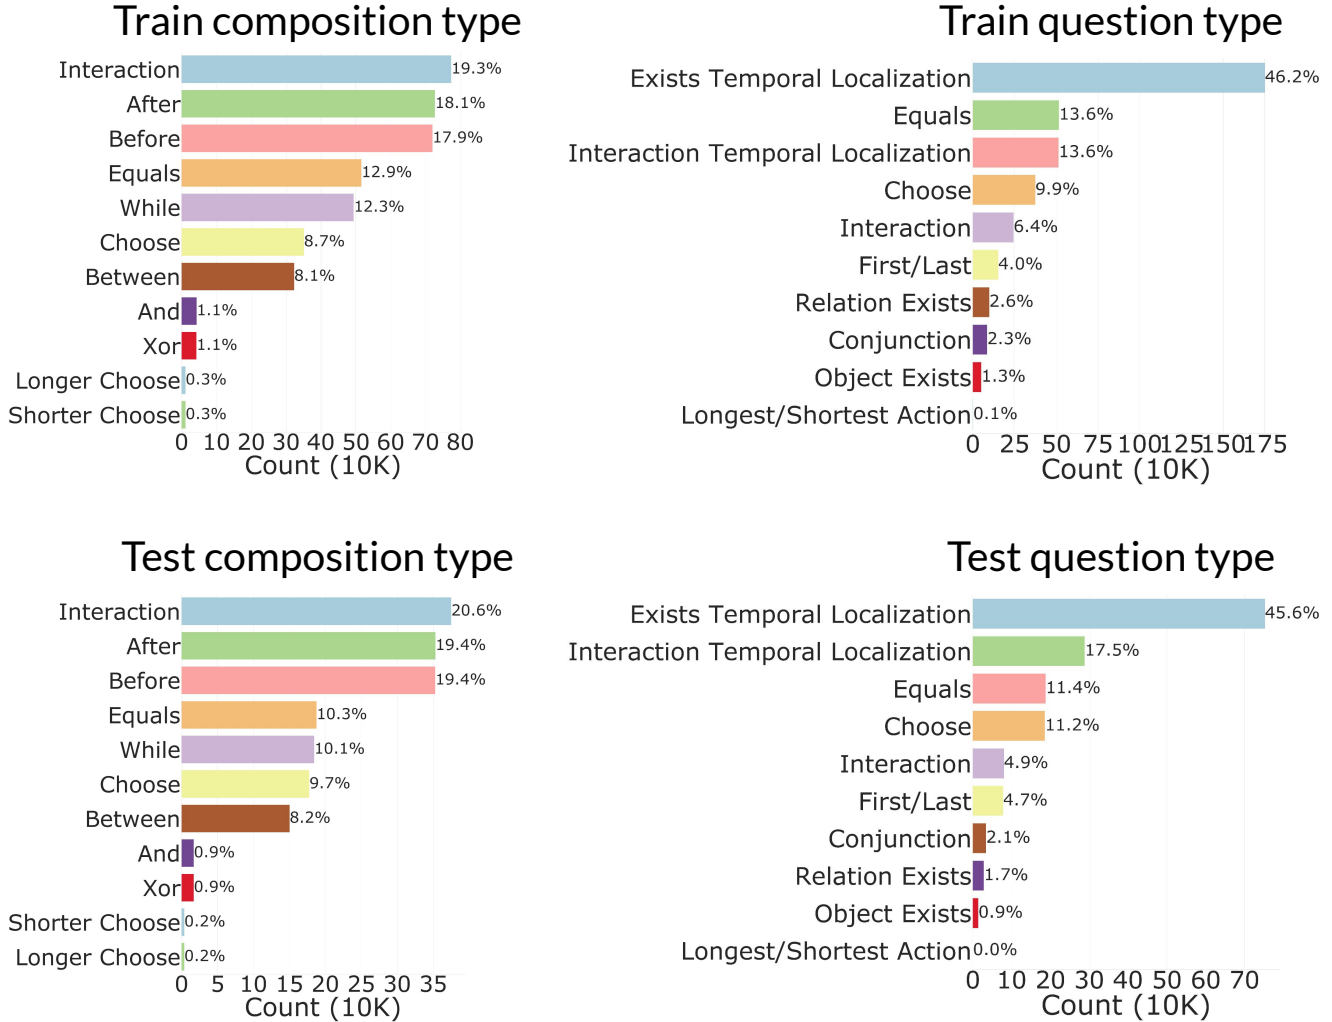 Train composition type
Interaction 19.3%
After 18.1%
Before 17.9%
Equals 12.9%
While 12.3%
Choose 8.7%
Between 8.1%
And 1.1%
Xor 1.1%
Longer Choose 0.3%
Shorter Choose 0.3%
0 10 20 30 40 50 60 70 80
Count (10K)
Train question type
Exists Temporal Localization 46.2%
Equals 13.6%
Interaction Temporal Localization 13.6%
Choose 9.9%
Interaction 6.4%
First/Last 4.0%
Relation Exists 2.6%
Conjunction 2.3%
Object Exists 1.3%
Longest/Shortest Action 0.1%
0 25 50 75 100 125 150 175
Count (10K)
Test composition type
Interaction 20.6%
After 19.4%
Before 19.4%
Equals 10.3%
While 10.1%
Choose 9.7%
Between 8.2%
And 0.9%
Xor 0.9%
Shorter Choose 0.2%
Longer Choose 0.2%
0 5 10 15 20 25 30 35
Count (10K)
Test question type
Exists Temporal Localization 45.6%
Interaction Temporal Localization 17.5%
Equals 11.4%
Choose 11.2%
Interaction 4.9%
First/Last 4.7%
Conjunction 2.1%
Relation Exists 1.7%
Object Exists 0.9%
Longest/Shortest Action 0.0%
0 10 20 30 40 50 60 70
Count (10K)